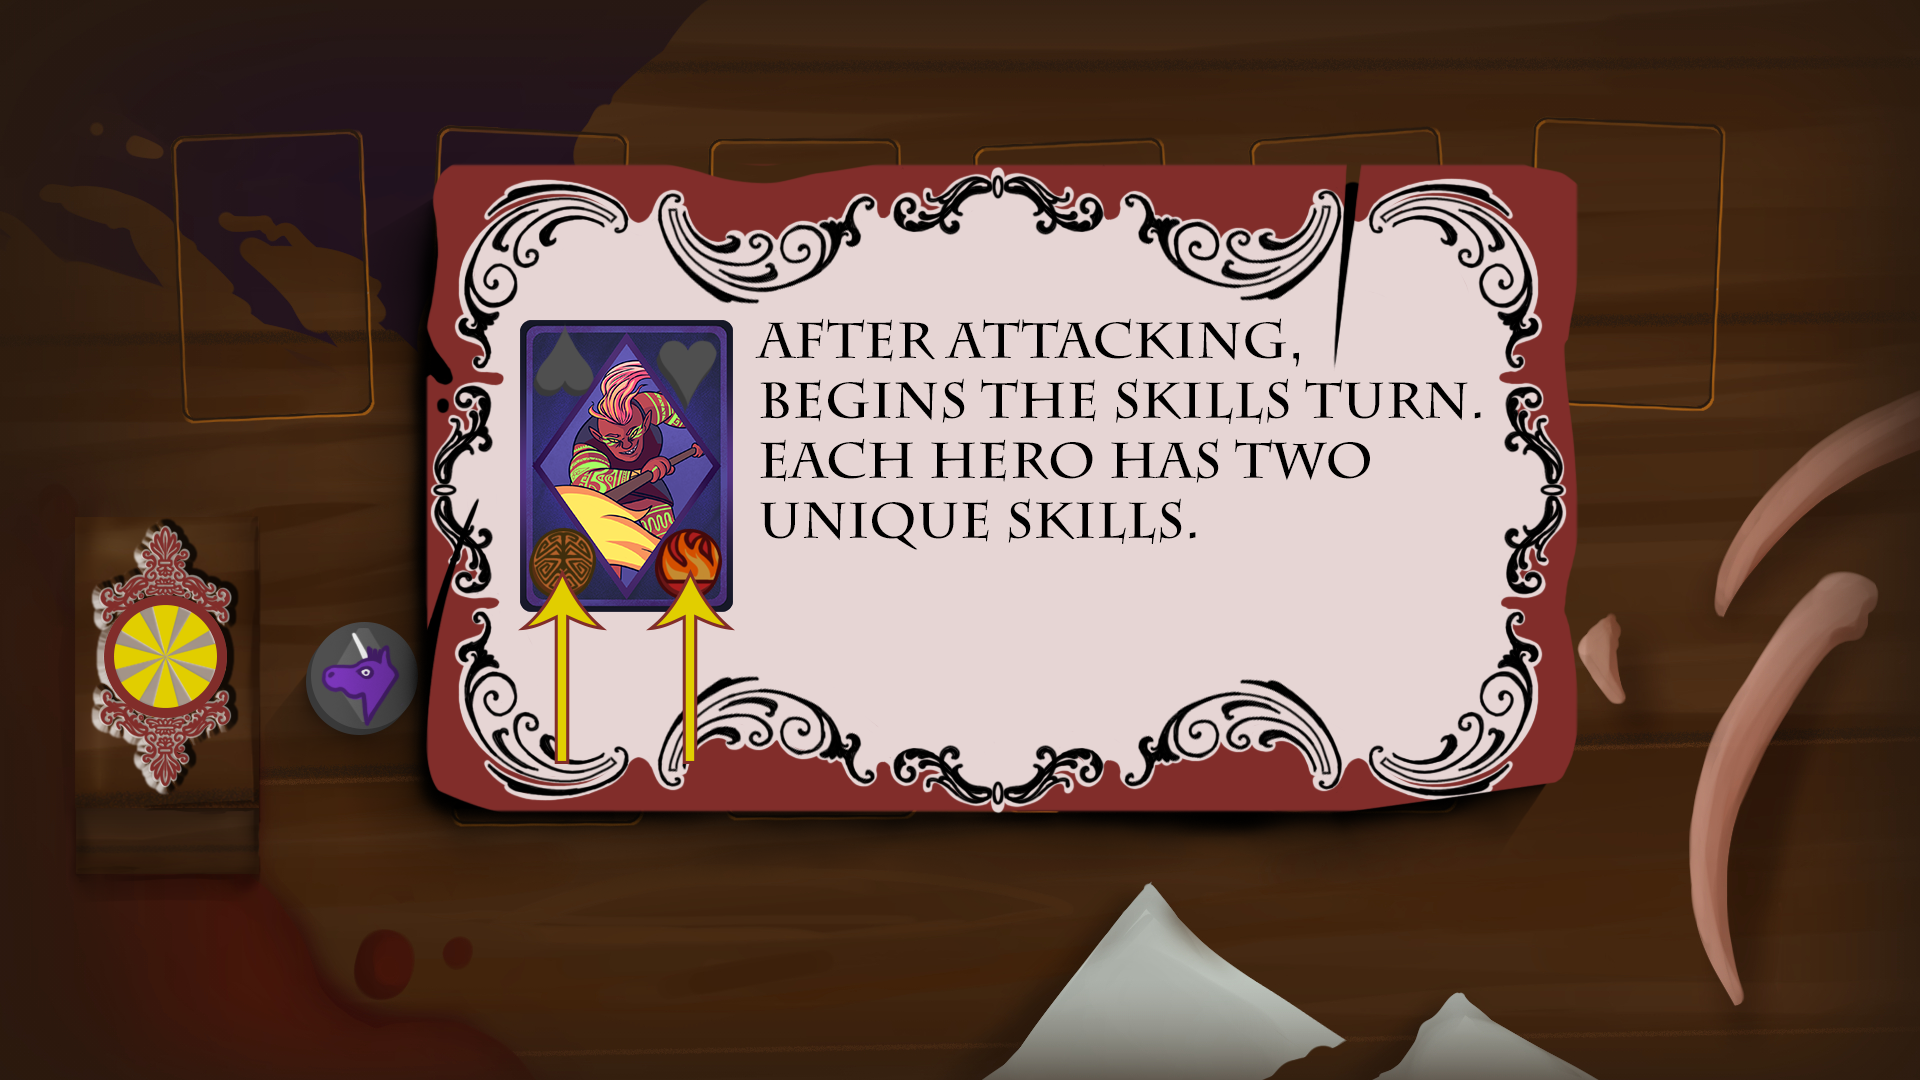 AFTER ATTACKING,
BEGINS THE SKILLS TURN.
EACH HERO HAS TWO
UNIQUE SKILLS.